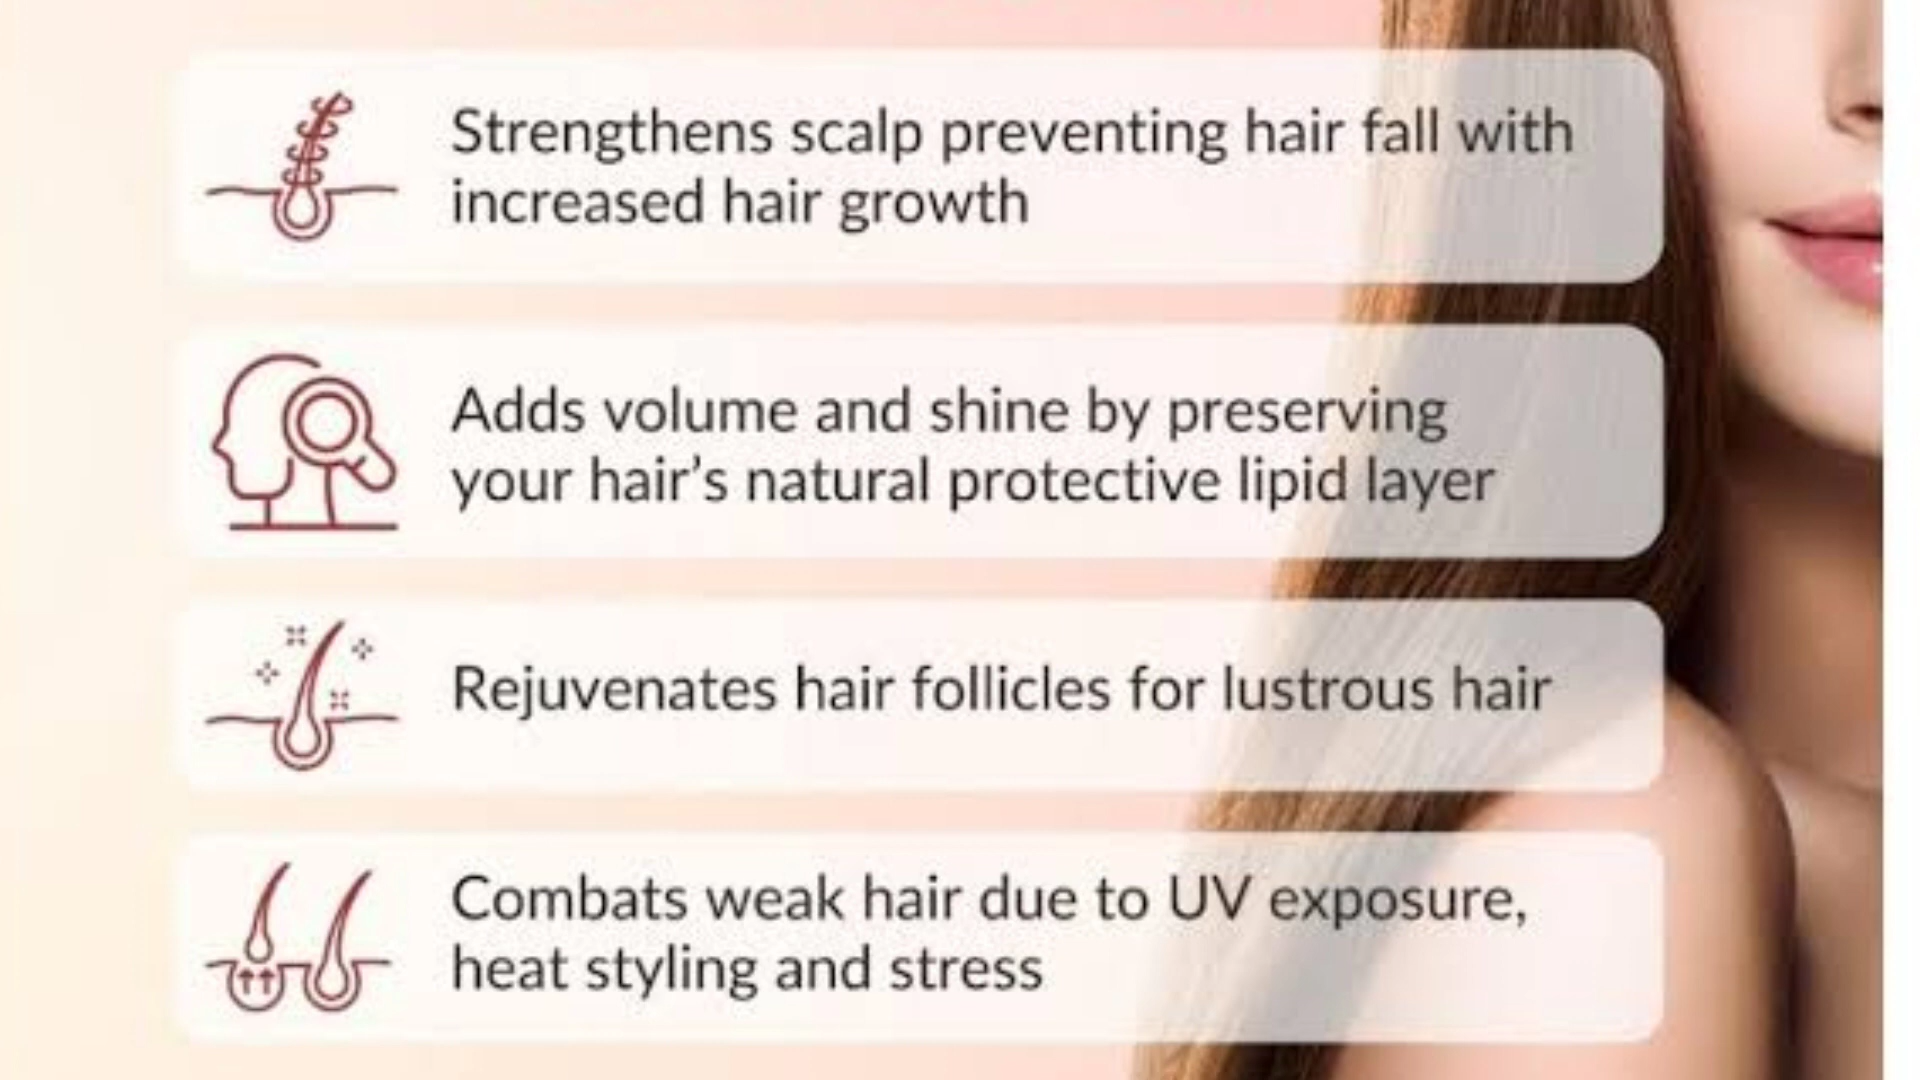 Strengthens scalp preventing hair fall with
increased hair growth
Adds volume and shine by preserving
your hair's natural protective lipid layer
Rejuvenates hair follicles for lustrous hair
Combats weak hair due to UV exposure,
heat styling and stress